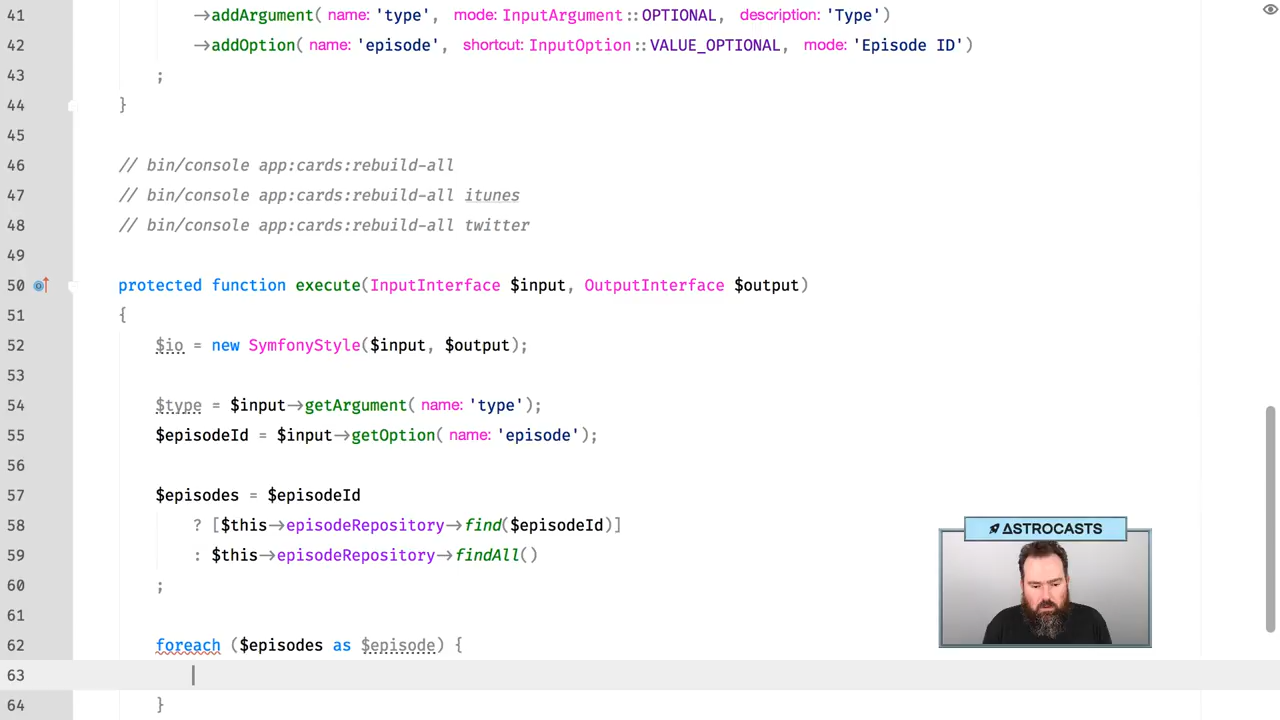 41 ->addArgument( name: 'type', mode: InputArgument::OPTIONAL, description: 'Type')
42 ->addOption( name: 'episode', shortcut: InputOption::VALUE_OPTIONAL, mode: 'Episode ID')
43 ;
44 }
45
46 // bin/console app:cards:rebuild-all
47 // bin/console app:cards:rebuild-all itunes
48 // bin/console app:cards:rebuild-all twitter
49
50 protected function execute(InputInterface $input, OutputInterface $output)
51 {
52 $io = new SymfonyStyle($input, $output);
53
54 $type = $input->getArgument( name: 'type');
55 $episodeId = $input->getOption( name: 'episode');
56
57 $episodes = $episodeId
58 ? [$this->episodeRepository->find($episodeId)]
59 : $this->episodeRepository->findAll()
60 ;
61
62 foreach ($episodes as $episode) {
63
64 }
ASTROCASTS